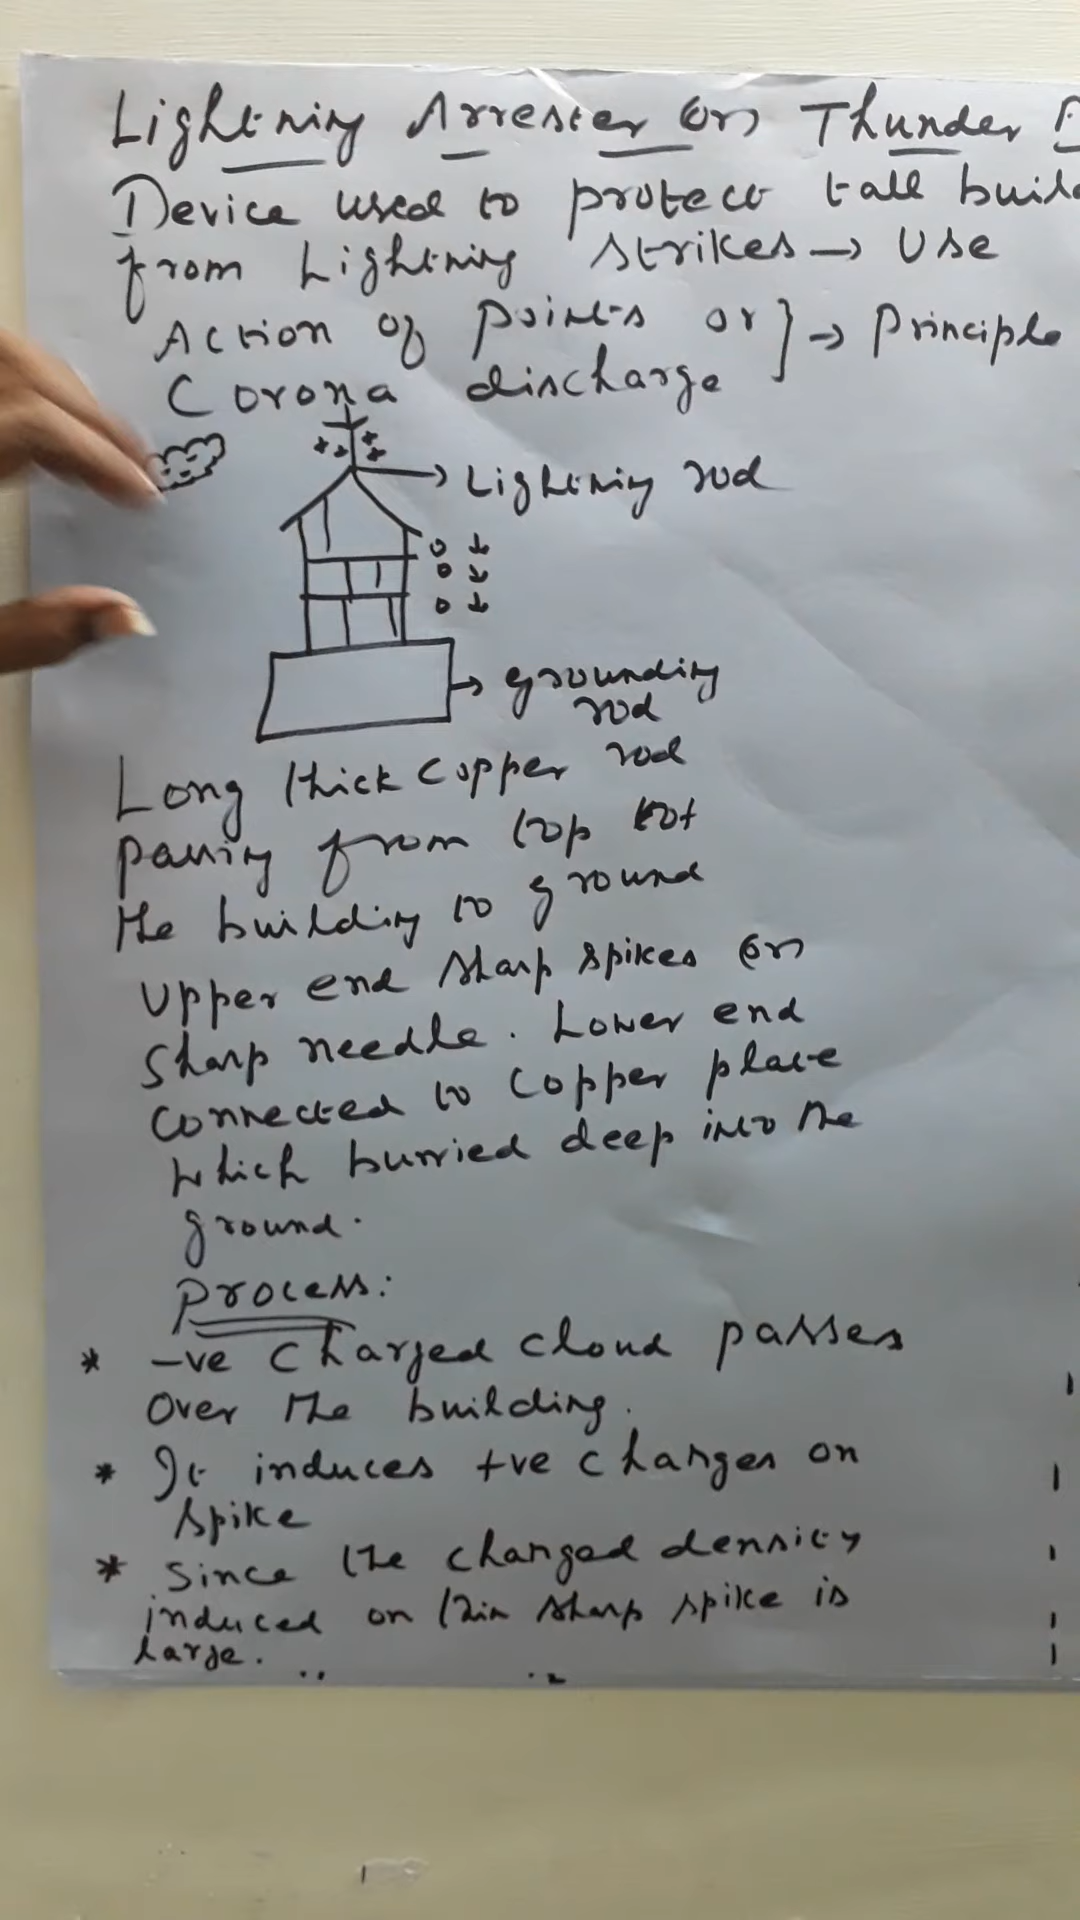 Lightning Arrester (or) Thunder
Device used to protect tall buil
from Lightning strikes → Use
Action of points or } → Principle
Corona discharge
→ Lightning rod
→ grounding
rod
Long thick copper rod
passing from top
the building to ground
Upper end sharp spikes (or)
Sharp needle. Lower end
connected to copper plate
which burried deep into the
ground.
Process:
* -ve charged cloud passes
over the building.
* It induces +ve charges on
spike
* since the charged density
induced on thin sharp spike is
large.